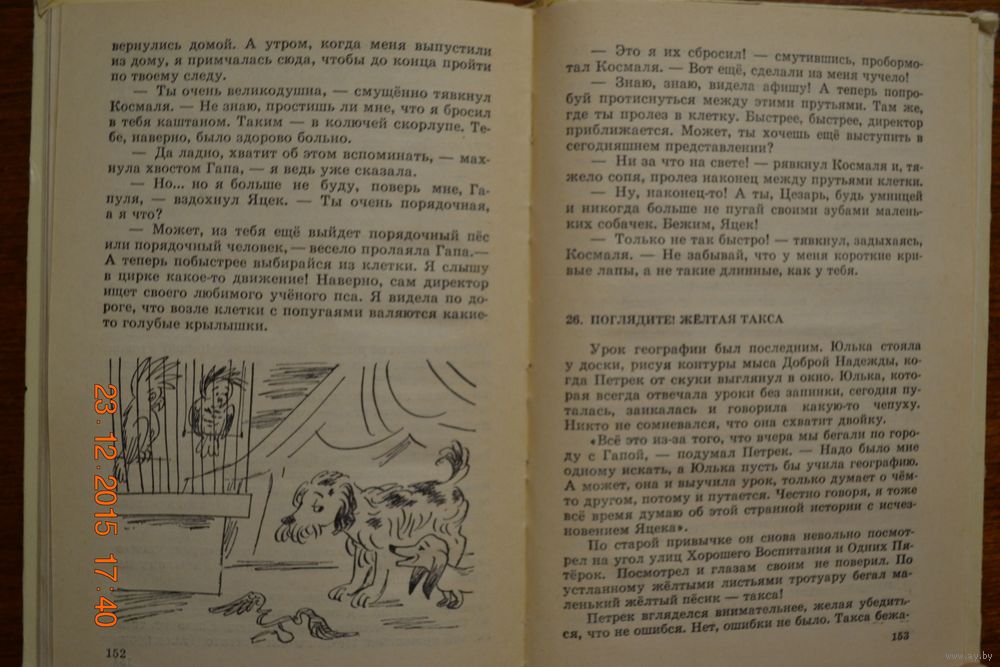 вернулись домой. А утром, когда меня выпустили
из дому, я примчалась сюда, чтобы до конца пройти
по твоему следу.
— Ты очень великодушна, — смущённо тявкнул
Космаля. — Не знаю, простишь ли мне, что я бросил
в тебя каштаном. Таким — в колючей скорлупе. Те-
бе, наверно, было здорово больно.
— Да ладно, хватит об этом вспоминать, — мах-
нула хвостом Гапа, — я ведь уже сказала.
— Но... но я больше не буду, поверь мне, Га-
пуля, — вздохнул Яцек. — Ты очень порядочная,
а я что?
— Может, из тебя ещё выйдет порядочный пёс
или порядочный человек, — весело пролаяла Гапа.—
А теперь побыстрее выбирайся из клетки. Я слышу
в цирке какое-то движение! Наверно, сам директор
ищет своего любимого учёного пса. Я видела по до-
роге, что возле клетки с попугаями валяются какие-
то голубые крылышки.
152
23.12.2015 17:40
— Это я их сбросил! — смутившись, пробормо-
тал Космаля. — Вот ещё, сделали из меня чучело!
— Знаю, знаю, видела афишу! А теперь попро-
буй протиснуться между этими прутьями. Там же,
где ты пролез в клетку. Быстрее, быстрее, директор
приближается. Может, ты хочешь ещё выступить в
сегодняшнем представлении?
— Ни за что на свете! — рявкнул Космаля и, тя-
жело сопя, пролез наконец между прутьями клетки.
— Ну, наконец-то! А ты, Цезарь, будь умницей
и никогда больше не пугай своими зубами малень-
ких собачек. Бежим, Яцек!
— Только не так быстро! — тявкнул, задыхаясь,
Космаля. — Не забывай, что у меня короткие кри-
вые лапы, а не такие длинные, как у тебя.
26. ПОГЛЯДИТЕ! ЖЁЛТАЯ ТАКСА
Урок географии был последним. Юлька стояла
у доски, рисуя контуры мыса Доброй Надежды, ко-
гда Петрек от скуки выглянул в окно. Юлька, кото-
рая всегда отвечала уроки без запинки, сегодня пу-
талась, заикалась и говорила какую-то чепуху.
Никто не сомневался, что она схватит двойку.
«Всё это из-за того, что вчера мы бегали по горо-
ду с Гапой, — подумал Петрек. — Надо было мне
одному искать, а Юлька пусть бы учила географию.
А может, она и выучила урок, только думает о чём-
то другом, потому и путается. Честно говоря, я тоже
всё время думаю об этой странной истории с исчез-
новением Яцека».
По старой привычке он снова невольно посмот-
рел на угол улиц Хорошего Воспитания и Одних Пя-
тёрок. Посмотрел и глазам своим не поверил. По
устланному жёлтыми листьями тротуару бегал ма-
ленький жёлтый пёсик — такса!
Петрек вгляделся внимательнее, желая убедить-
ся, что не ошибся. Нет, ошибки не было. Такса бежа-
153
www.ay.by